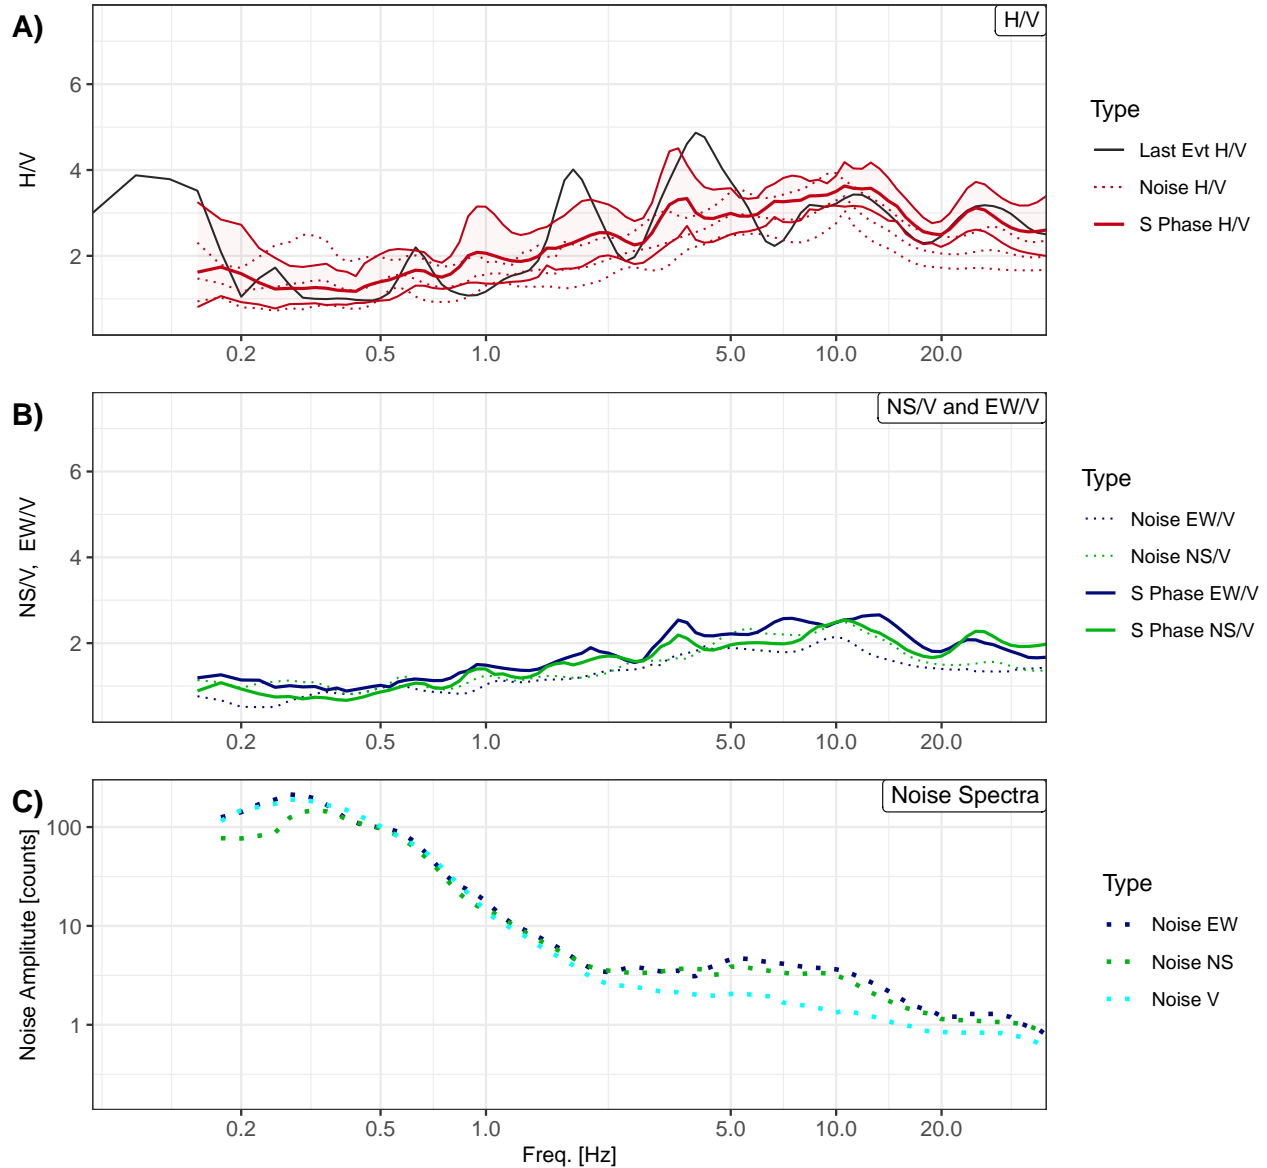 A)
H/V
6
4
2
H/V
0.2 0.5 1.0 5.0 10.0 20.0
Type
Last Evt H/V
Noise H/V
S Phase H/V
B)
NS/V and EW/V
6
4
2
NS/V, EW/V
0.2 0.5 1.0 5.0 10.0 20.0
Type
Noise EW/V
Noise NS/V
S Phase EW/V
S Phase NS/V
C)
Noise Spectra
100
10
1
Noise Amplitute [counts]
0.2 0.5 1.0 5.0 10.0 20.0
Freq. [Hz]
Type
Noise EW
Noise NS
Noise V